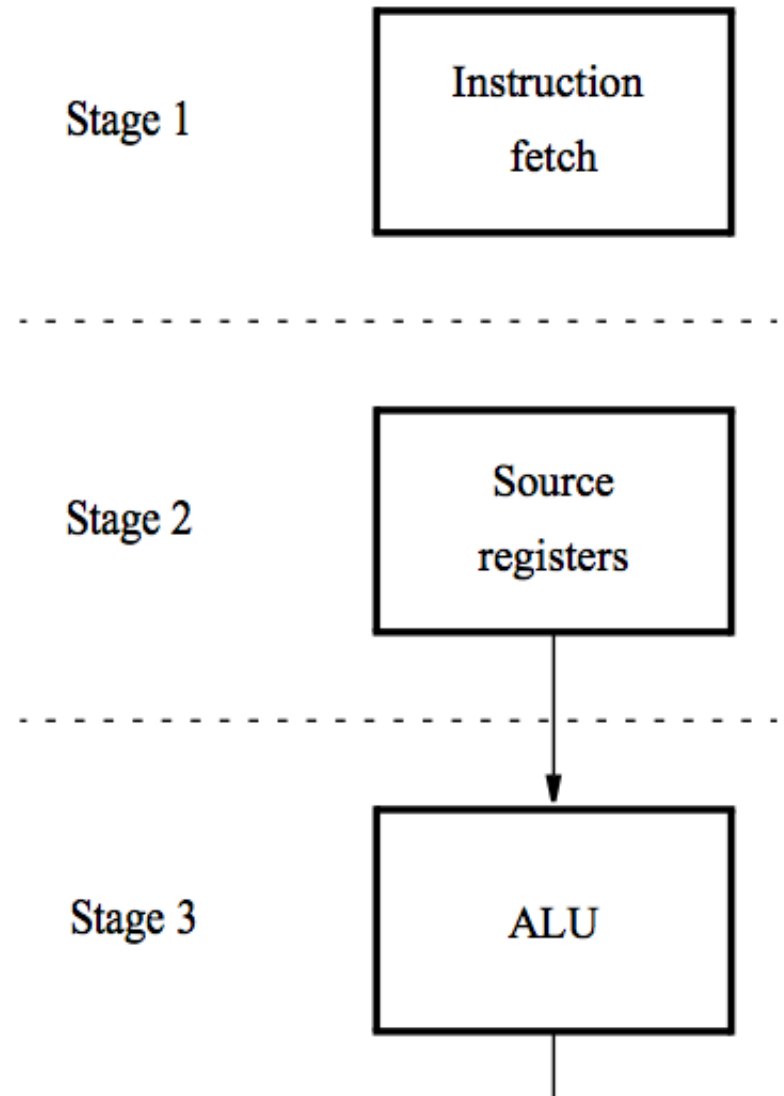 Stage 1
Instruction
fetch
Stage 2
Source
registers
Stage 3
ALU